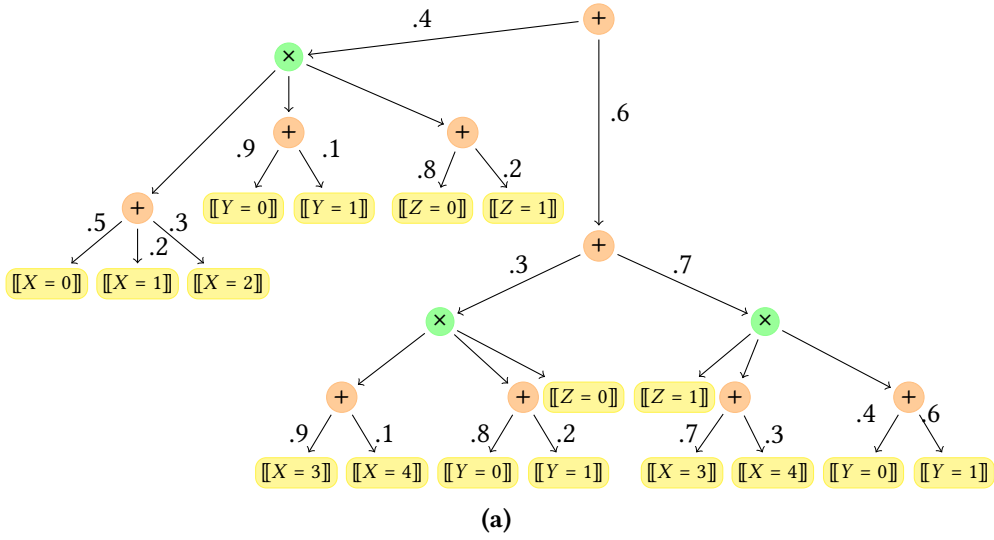 .4 +
×
.6
+ +
.9 .1 .8 .2
+ ⟦Y = 0⟧ ⟦Y = 1⟧ ⟦Z = 0⟧ ⟦Z = 1⟧
.5 .2 .3
+
⟦X = 0⟧ ⟦X = 1⟧ ⟦X = 2⟧ .3 .7
× ×
+ + ⟦Z = 0⟧ ⟦Z = 1⟧ + +
.9 .1 .8 .2 .7 .3 .4 .6
⟦X = 3⟧ ⟦X = 4⟧ ⟦Y = 0⟧ ⟦Y = 1⟧ ⟦X = 3⟧ ⟦X = 4⟧ ⟦Y = 0⟧ ⟦Y = 1⟧
(a)